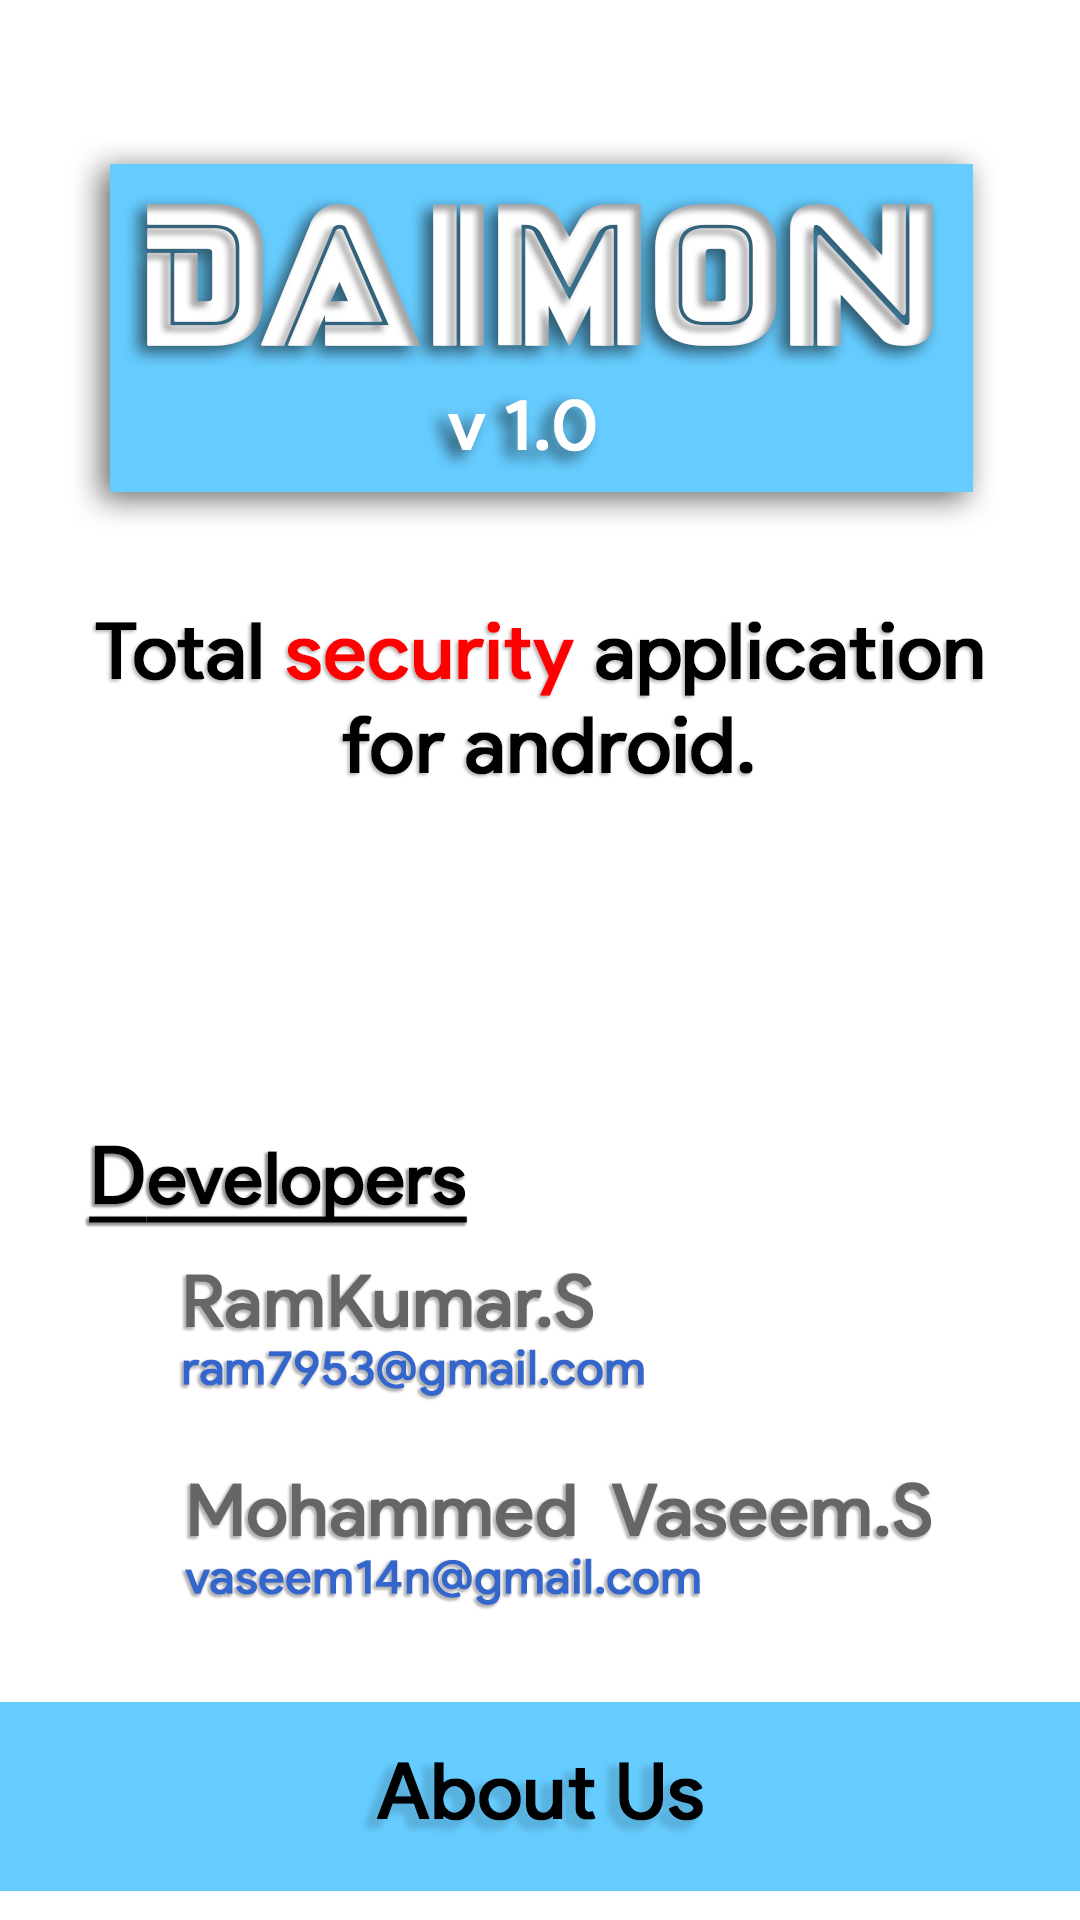 DAIMON
v 1.0
Total security application
for android.
Developers
RamKumar.S
ram7953@gmail.com
Mohammed Vaseem.S
vaseem14n@gmail.com
About Us